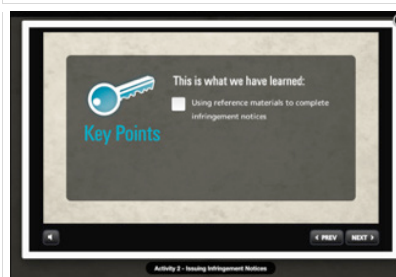 This is what we have learned:
Using reference materials to complete
infringement notices
Key Points
< PREV
NEXT >
Activity 2 - Issuing Infringement Notices